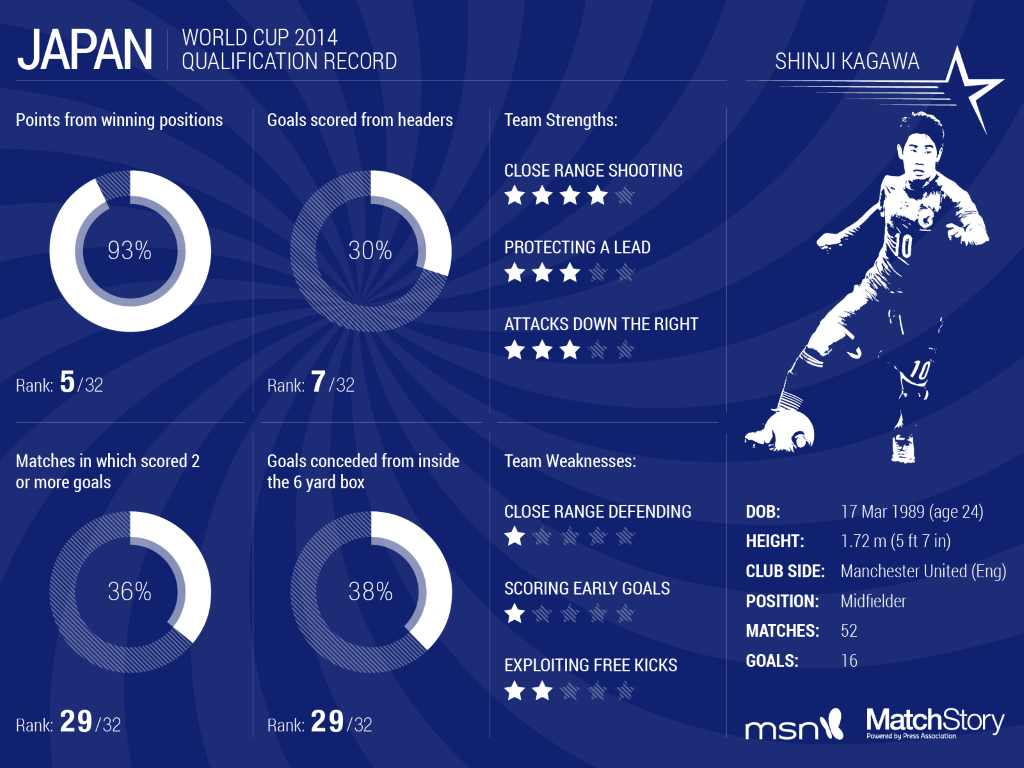 JAPAN
WORLD CUP 2014
QUALIFICATION RECORD
SHINJI KAGAWA
Points from winning positions
93%
Rank: 5/32
Goals scored from headers
30%
Rank: 7/32
Team Strengths:
CLOSE RANGE SHOOTING
PROTECTING A LEAD
ATTACKS DOWN THE RIGHT
10
10
Matches in which scored 2
or more goals
36%
Rank: 29/32
Goals conceded from inside
the 6 yard box
38%
Rank: 29/32
Team Weaknesses:
CLOSE RANGE DEFENDING
SCORING EARLY GOALS
EXPLOITING FREE KICKS
DOB: 17 Mar 1989 (age 24)
HEIGHT: 1.72 m (5 ft 7 in)
CLUB SIDE: Manchester United (Eng)
POSITION: Midfielder
MATCHES: 52
GOALS: 16
msn
MatchStory
Powered by Press Association